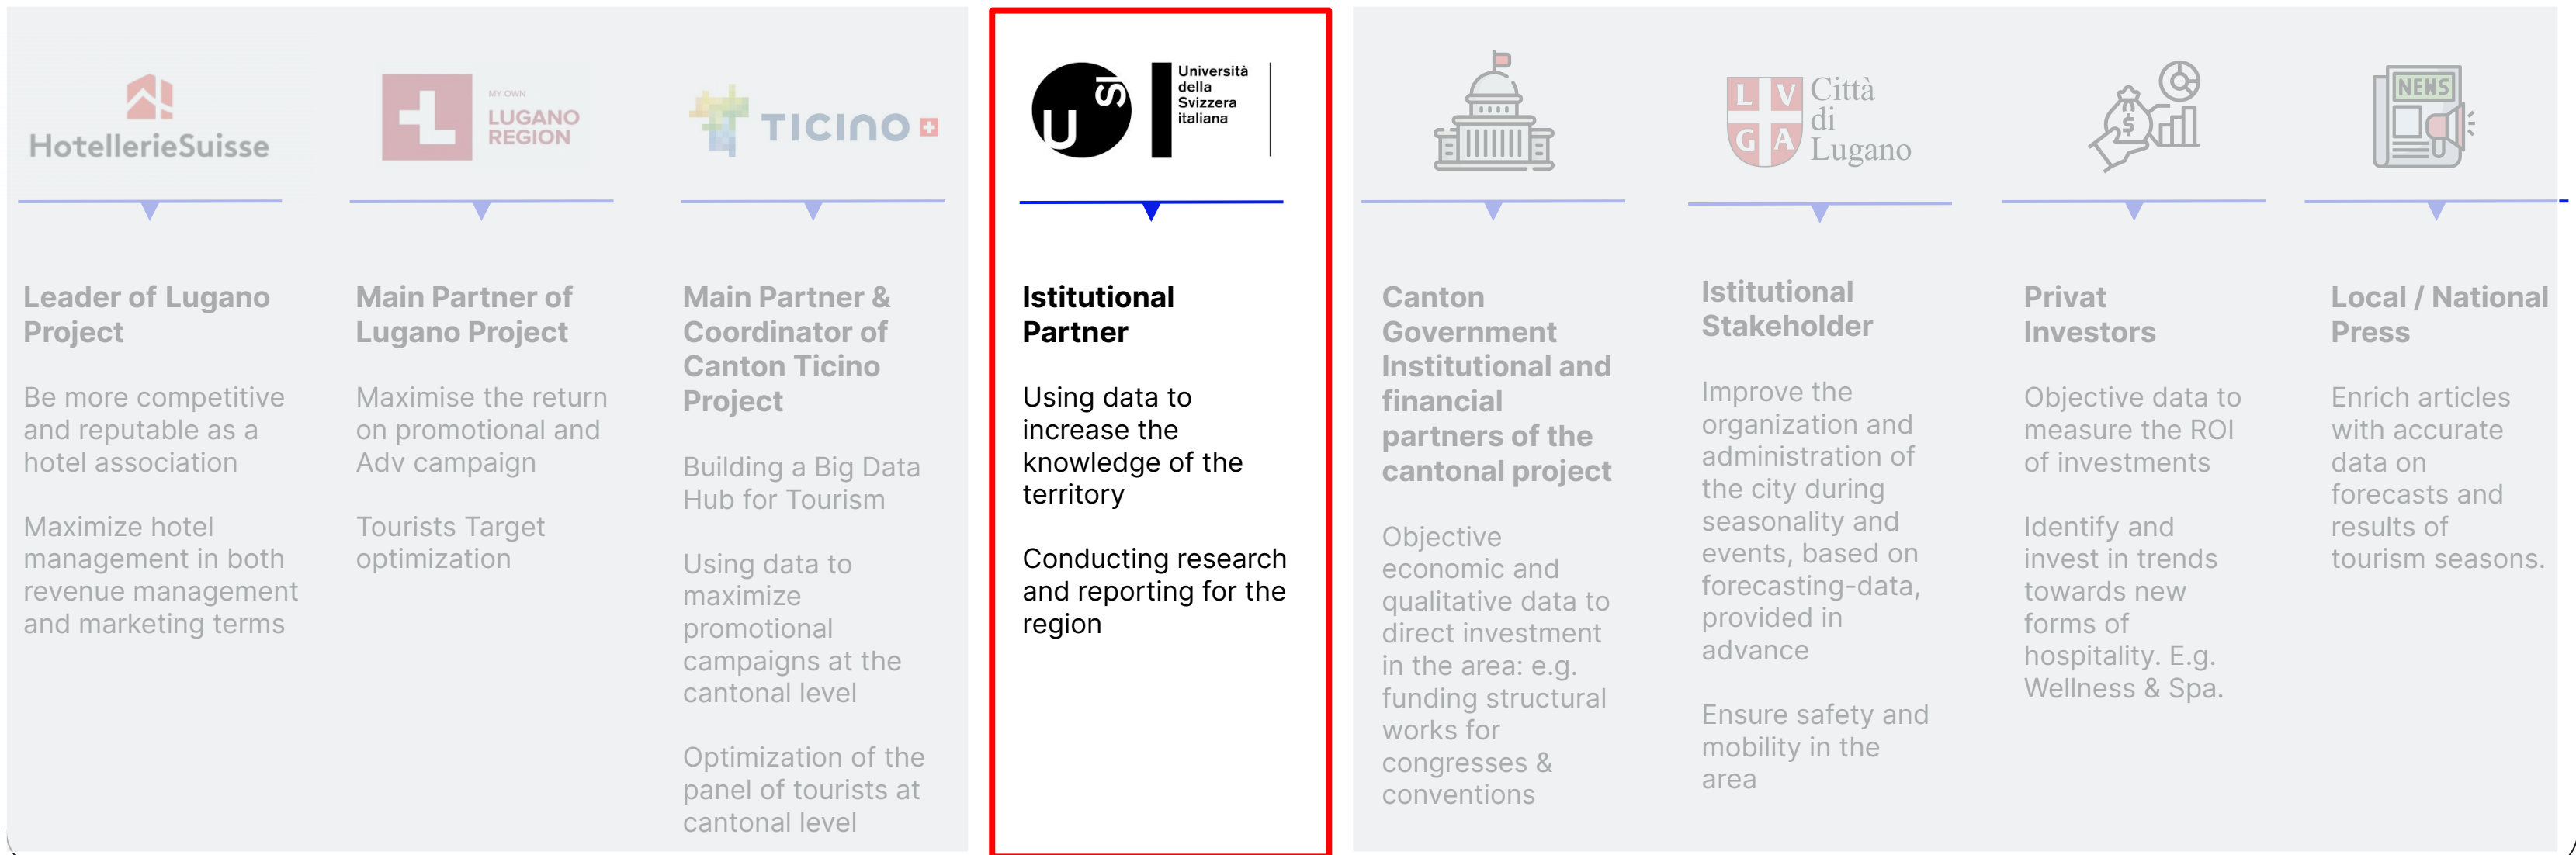 HotellerieSuisse
Leader of Lugano
Project
Be more competitive
and reputable as a
hotel association
Maximize hotel
management in both
revenue management
and marketing terms
MY OWN
LUGANO
REGION
Main Partner of
Lugano Project
Maximise the return
on promotional and
Adv campaign
Tourists Target
optimization
TICINO
Main Partner &
Coordinator of
Canton Ticino
Project
Building a Big Data
Hub for Tourism
Using data to
maximize
promotional
campaigns at the
cantonal level
Optimization of the
panel of tourists at
cantonal level
U SI
Università
della
Svizzera
italiana
Istitutional
Partner
Using data to
increase the
knowledge of the
territory
Conducting research
and reporting for the
region
Canton
Government
Institutional and
financial
partners of the
cantonal project
Objective
economic and
qualitative data to
direct investment
in the area: e.g.
funding structural
works for
congresses &
conventions
L V
G A
Città
di
Lugano
Istitutional
Stakeholder
Improve the
organization and
administration of
the city during
seasonality and
events, based on
forecasting-data,
provided in
advance
Ensure safety and
mobility in the
area
$
Privat
Investors
Objective data to
measure the ROI
of investments
Identify and
invest in trends
towards new
forms of
hospitality. E.g.
Wellness & Spa.
NEWS
Local / National
Press
Enrich articles
with accurate
data on
forecasts and
results of
tourism seasons.